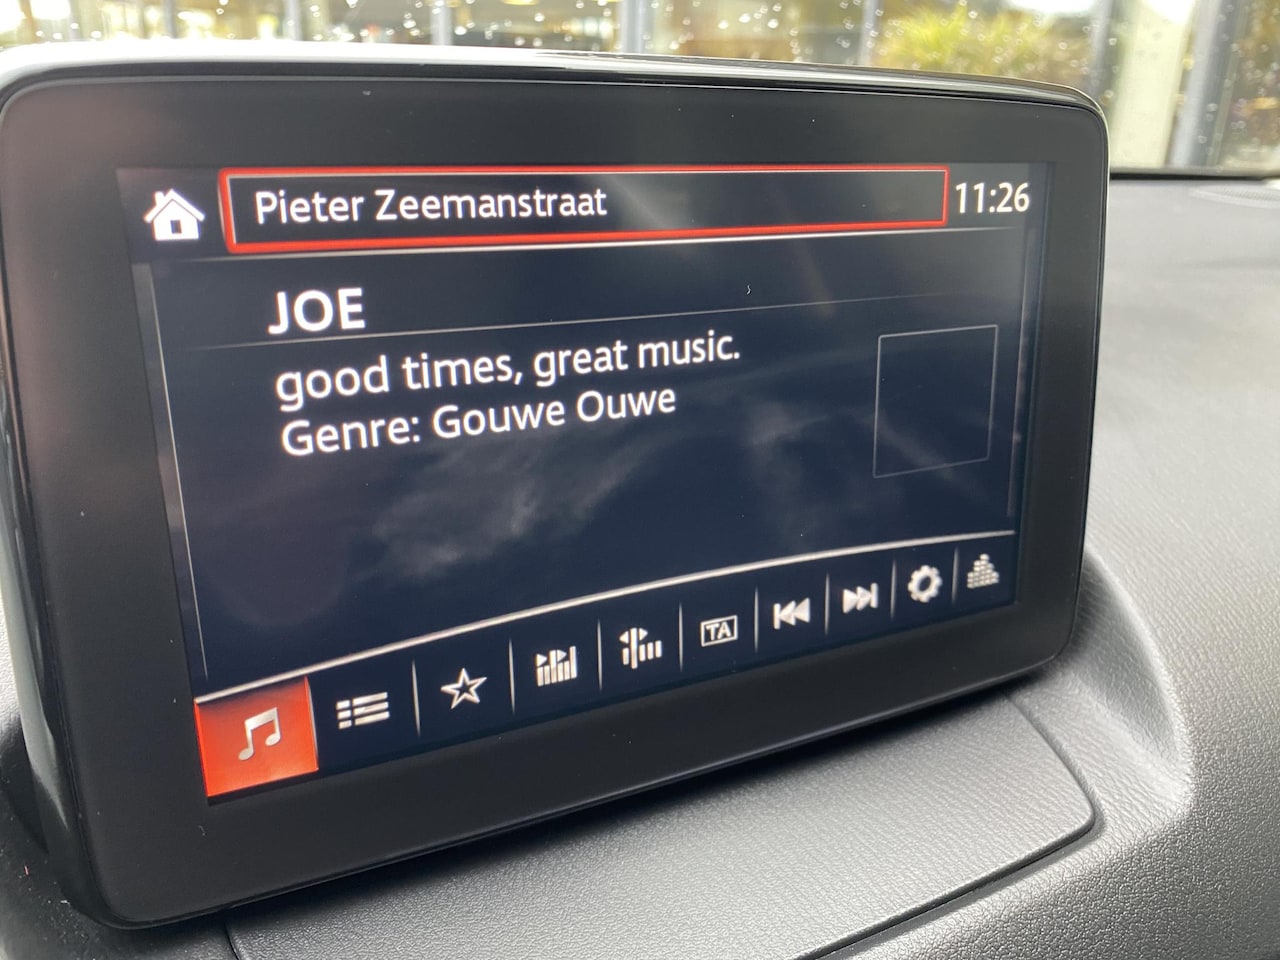 Pieter Zeemanstraat
11:26
JOE
good times, great music.
Genre: Gouwe Ouwe
TA